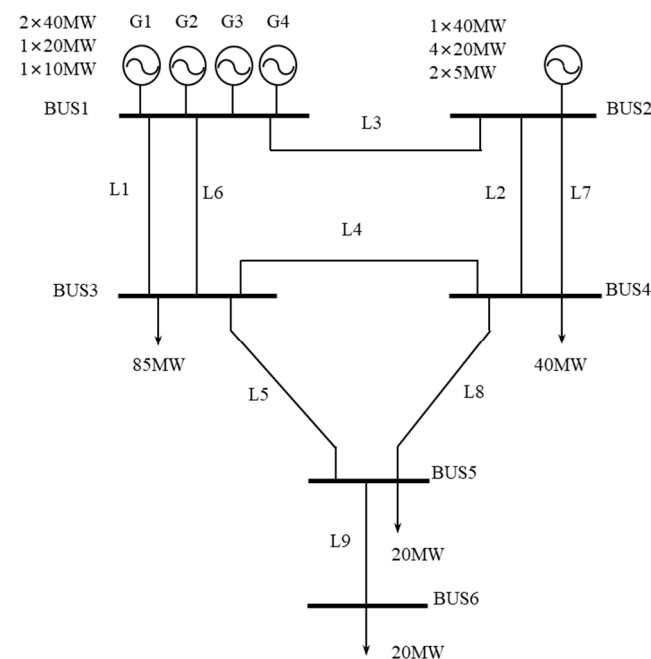 2×40MW G1 G2 G3 G4
1×20MW
1×10MW
1×40MW
4×20MW
2×5MW
BUS1
BUS2
L3
L1
L6
L2
L7
L4
BUS3
BUS4
85MW
40MW
L5
L8
BUS5
L9
20MW
BUS6
20MW